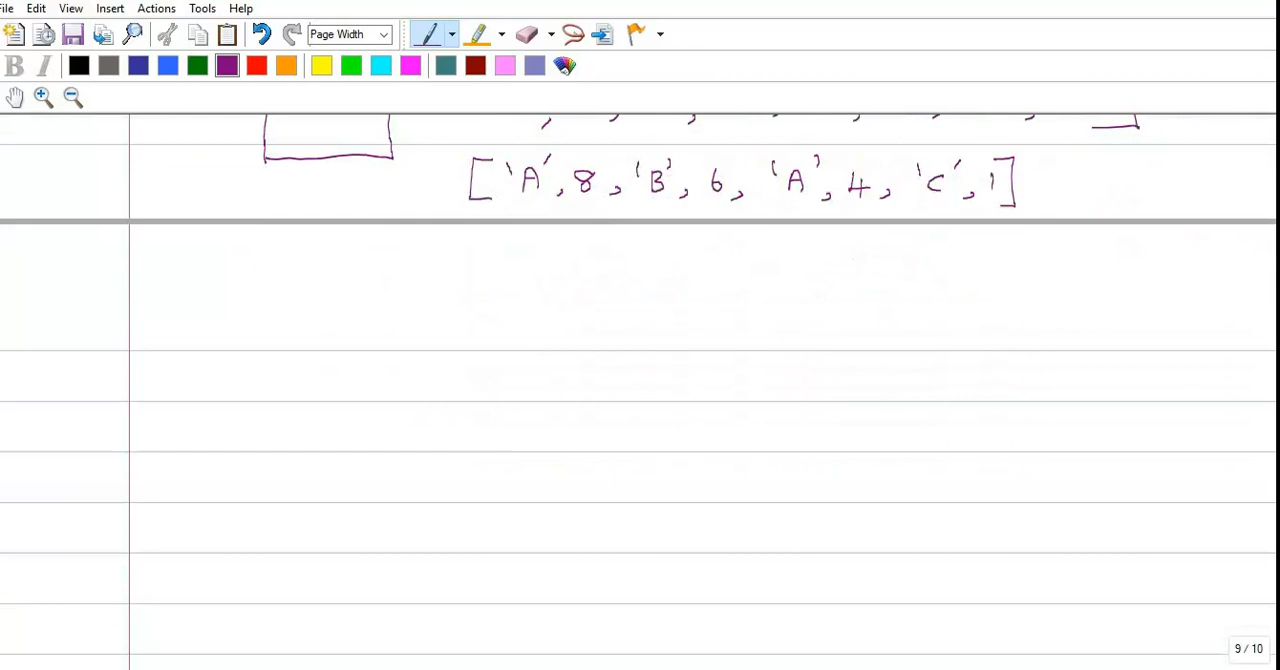 File Edit View Insert Actions Tools Help
Page Width
B I
['A', 8, 'B', 6, 'A', 4, 'C', 1]
9 / 10